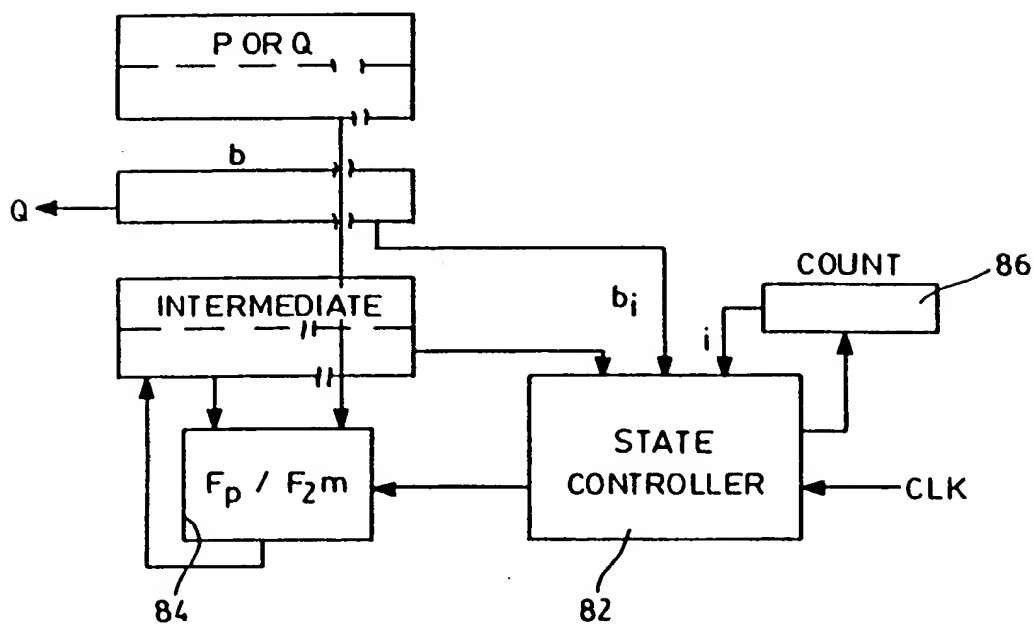 P OR Q
b
Q
INTERMEDIATE
COUNT
86
b_i
i
STATE
CONTROLLER
F_p / F_2m
CLK
84
82